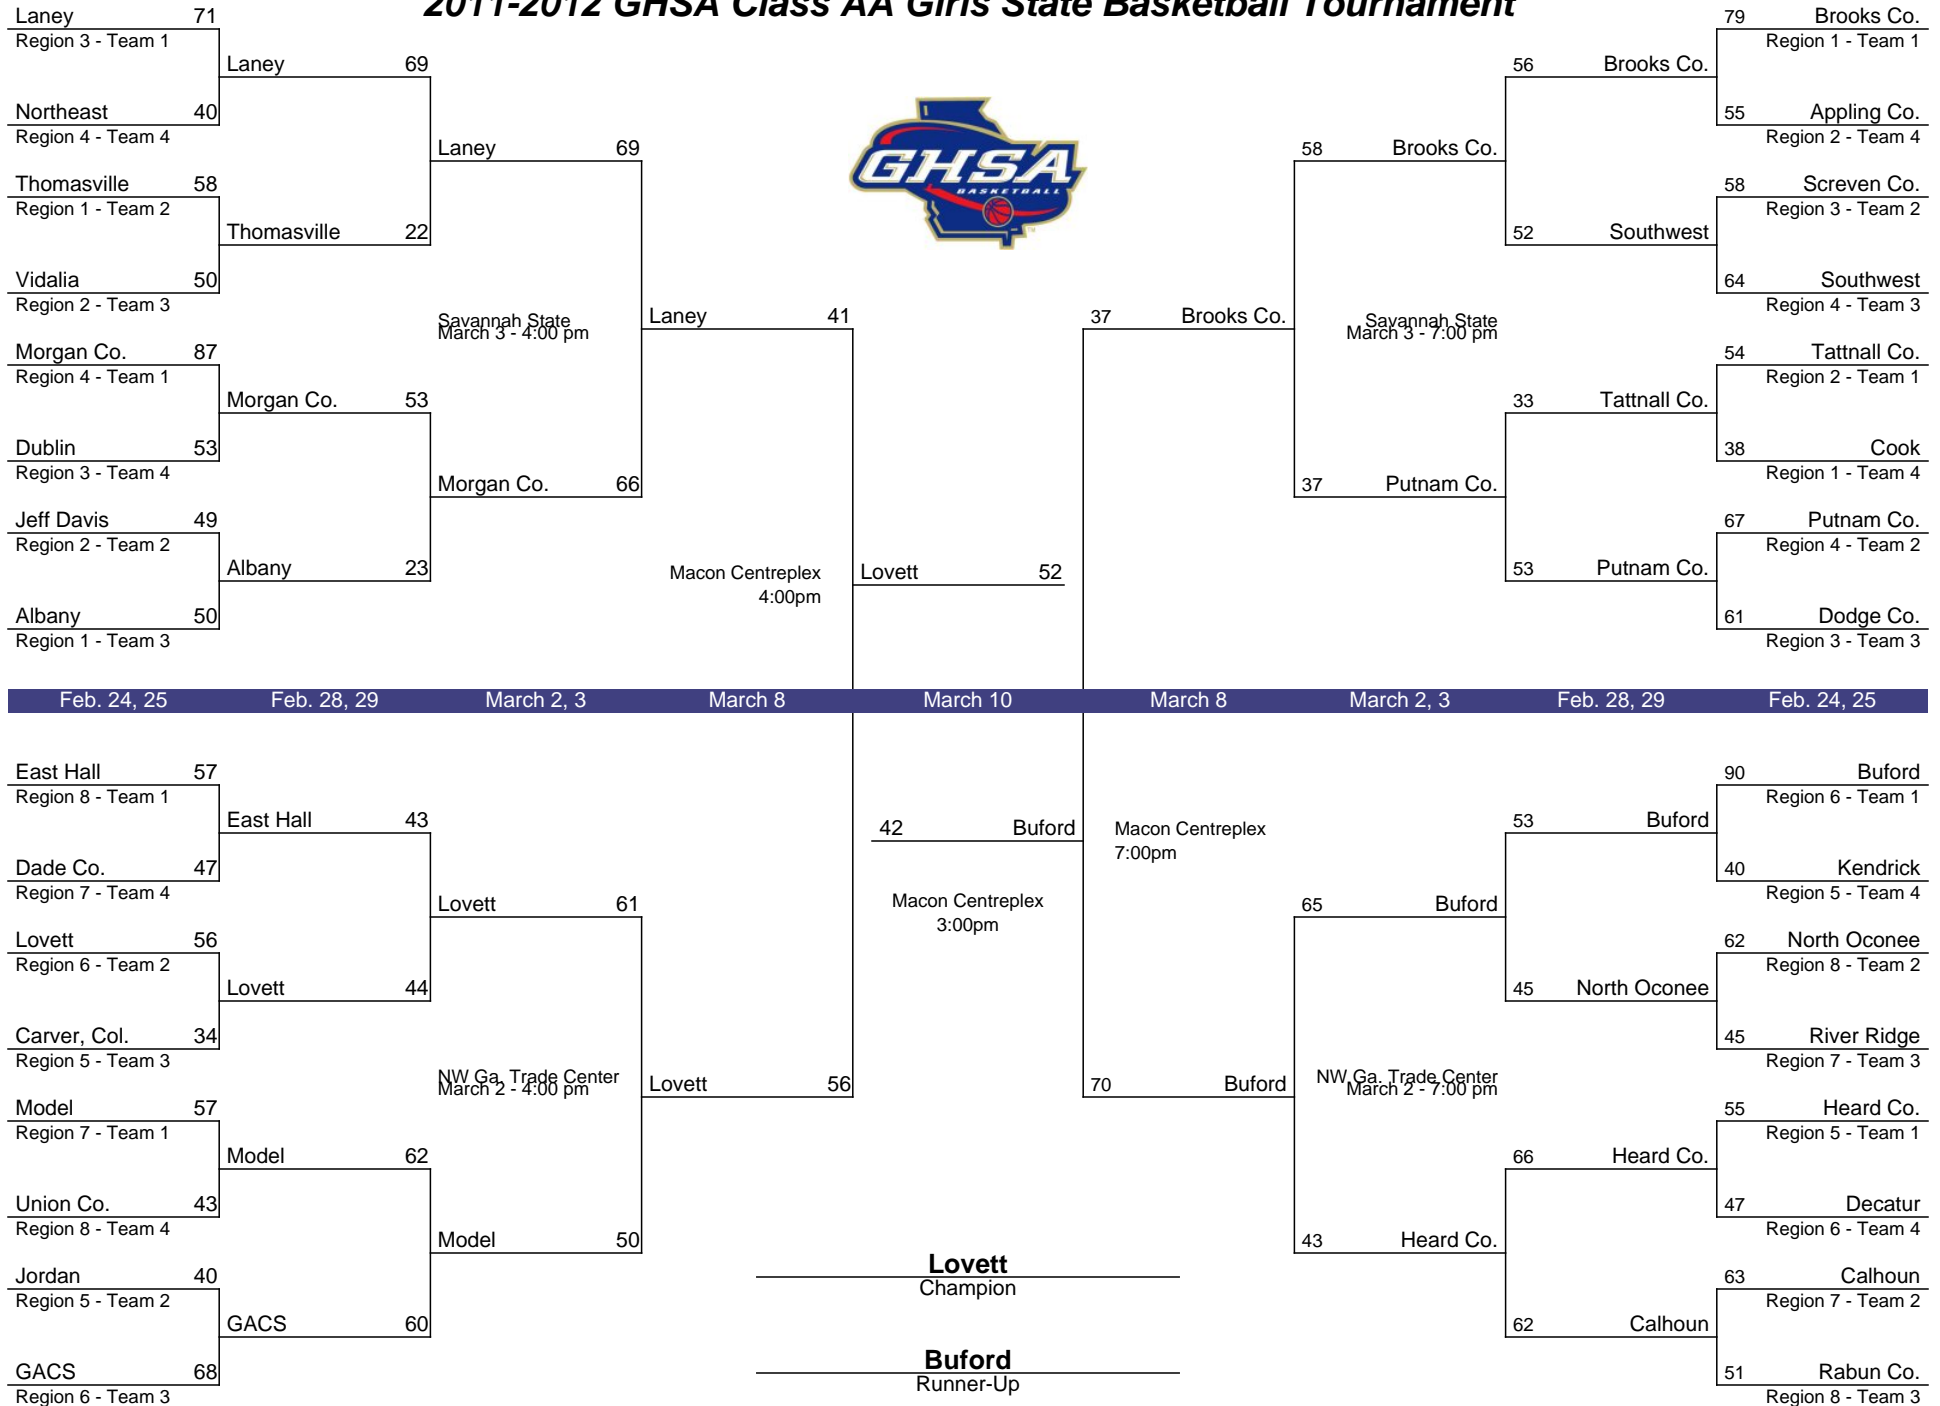 2011-2012 GHSA Class AA Girls State Basketball Tournament
Laney 71
Region 3 - Team 1
Northeast 40
Region 4 - Team 4
Thomasville 58
Region 1 - Team 2
Vidalia 50
Region 2 - Team 3
Morgan Co. 87
Region 4 - Team 1
Dublin 53
Region 3 - Team 4
Jeff Davis 49
Region 2 - Team 2
Albany 50
Region 1 - Team 3
Laney 69
Thomasville 22
Morgan Co. 53
Albany 23
Laney 69
Savannah State
March 3 - 4:00 pm
Morgan Co. 66
Laney 41
Macon Centreplex
4:00pm
Lovett 52
GHSA
BASKETBALL
TM
37 Brooks Co.
58 Brooks Co.
Savannah State
March 3 - 7:00 pm
37 Putnam Co.
56 Brooks Co.
52 Southwest
33 Tattnall Co.
53 Putnam Co.
79 Brooks Co.
Region 1 - Team 1
55 Appling Co.
Region 2 - Team 4
58 Screven Co.
Region 3 - Team 2
64 Southwest
Region 4 - Team 3
54 Tattnall Co.
Region 2 - Team 1
38 Cook
Region 1 - Team 4
67 Putnam Co.
Region 4 - Team 2
61 Dodge Co.
Region 3 - Team 3
Feb. 24, 25 Feb. 28, 29 March 2, 3 March 8 March 10 March 8 March 2, 3 Feb. 28, 29 Feb. 24, 25
East Hall 57
Region 8 - Team 1
Dade Co. 47
Region 7 - Team 4
Lovett 56
Region 6 - Team 2
Carver, Col. 34
Region 5 - Team 3
Model 57
Region 7 - Team 1
Union Co. 43
Region 8 - Team 4
Jordan 40
Region 5 - Team 2
GACS 68
Region 6 - Team 3
East Hall 43
Lovett 44
Model 62
GACS 60
Lovett 61
NW Ga. Trade Center
March 2 - 4:00 pm
Model 50
Lovett 56
42 Buford
Macon Centreplex
3:00pm
Macon Centreplex
7:00pm
70 Buford
65 Buford
NW Ga. Trade Center
March 2 - 7:00 pm
43 Heard Co.
53 Buford
45 North Oconee
66 Heard Co.
62 Calhoun
90 Buford
Region 6 - Team 1
40 Kendrick
Region 5 - Team 4
62 North Oconee
Region 8 - Team 2
45 River Ridge
Region 7 - Team 3
55 Heard Co.
Region 5 - Team 1
47 Decatur
Region 6 - Team 4
63 Calhoun
Region 7 - Team 2
51 Rabun Co.
Region 8 - Team 3
Lovett
Champion
Buford
Runner-Up